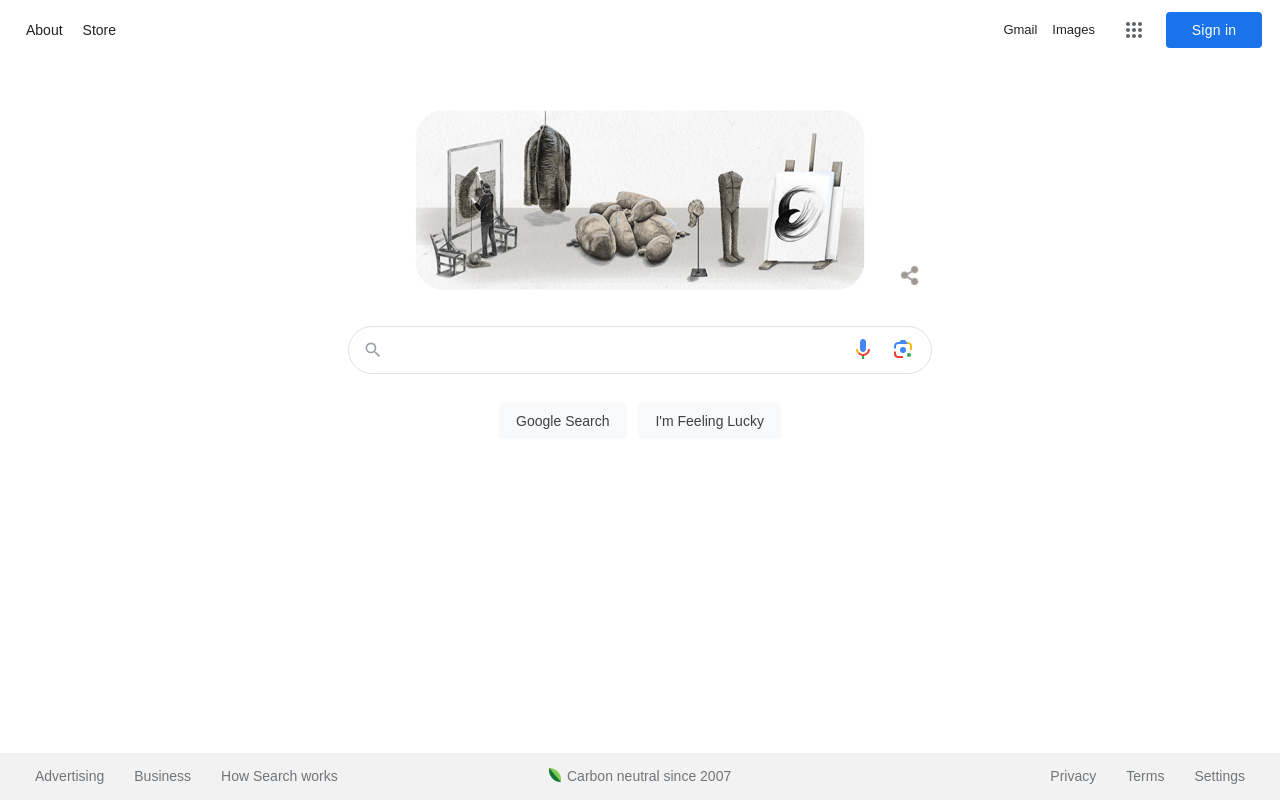 About Store
Gmail Images Sign in
Google Search I'm Feeling Lucky
Advertising Business How Search works
Carbon neutral since 2007
Privacy Terms Settings